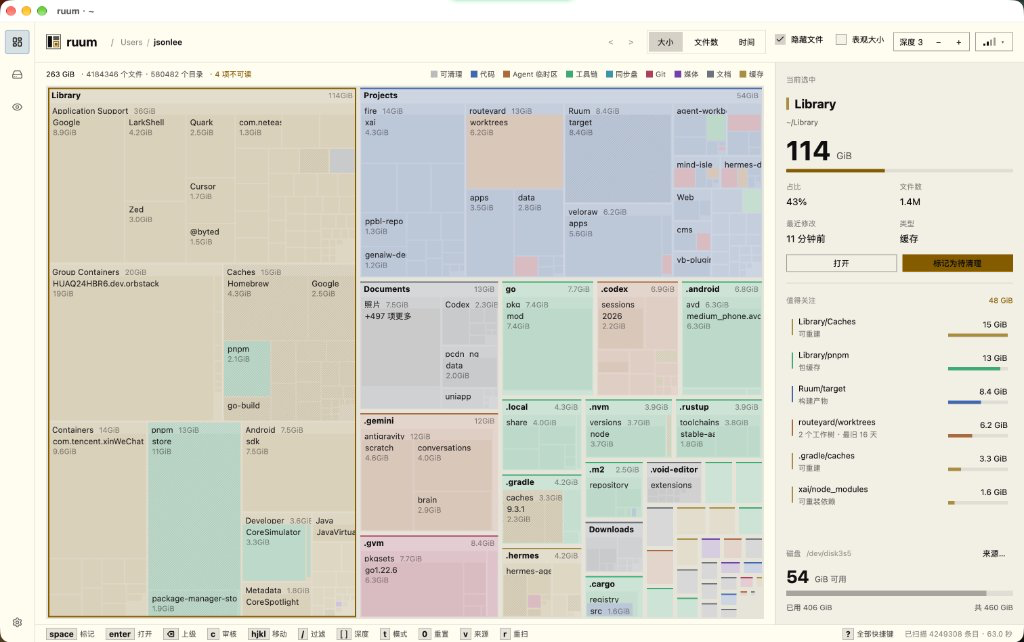 ruum · ~
ruum / Users / jsonlee
< >
大小 文件数 时间
隐藏文件 表观大小
深度 3 − +
263 GiB · 4184346 个文件 · 580482 个目录 · 4 项不可读
可清理 代码 Agent 临时区 工具链 同步盘 Git 媒体 文档 缓存
Library 114GiB
Application Support 36GiB
Google
8.9GiB
LarkShell
4.2GiB
Quark
2.5GiB
com.neteas
1.3GiB
Cursor
1.7GiB
Zed
3.0GiB
@byted
1.5GiB
Group Containers 20GiB
HUAQ24HBR6.dev.orbstack
19GiB
Caches 15GiB
Homebrew
4.3GiB
Google
2.5GiB
pnpm
2.1GiB
go-build
Containers 14GiB
com.tencent.xinWeChat
9.6GiB
pnpm 13GiB
store
11GiB
package-manager-sto
1.9GiB
Android 7.5GiB
sdk
7.5GiB
Developer 3.6GiB
CoreSimulator
3.3GiB
Java
JavaVirtua
Metadata 1.8GiB
CoreSpotlight
Projects 54GiB
fire 14GiB
xai
4.3GiB
ppbl-repo
1.3GiB
genaiw-de
1.2GiB
routeyard 13GiB
worktrees
6.2GiB
apps
3.5GiB
data
2.8GiB
Ruum 8.4GiB
target
8.4GiB
veloraw 6.2GiB
apps
5.6GiB
agent-workb
mind-isle
hermes-d
Web
cms
vb-plugin
Documents 13GiB
照片 7.5GiB
+497 项更多
Codex 2.3GiB
pcdn_ng
data
2.0GiB
uniapp
go 7.7GiB
pkg 7.4GiB
mod
7.4GiB
.codex 6.9GiB
sessions
2026
2.2GiB
.android 6.8GiB
avd 6.3GiB
medium_phone.avd
6.3GiB
.gemini 12GiB
antigravity 12GiB
scratch
4.6GiB
conversations
4.0GiB
brain
2.9GiB
.gvm 8.4GiB
pkgsets 7.7GiB
go1.22.6
6.3GiB
.local 4.3GiB
share 4.0GiB
.nvm 3.9GiB
versions 3.7GiB
node
3.7GiB
.rustup 3.9GiB
toolchains 3.8GiB
stable-aa
1.8GiB
.gradle 4.2GiB
caches 3.3GiB
9.3.1
2.3GiB
.m2 2.5GiB
repository
.void-editor
extensions
Downloads
.hermes 4.2GiB
hermes-age
.cargo
registry
src 1.6GiB
当前选中
Library
~/Library
114 GiB
占比 文件数
43% 1.4M
最近修改 类型
11 分钟前 缓存
打开 标记为待清理
值得关注 48 GiB
Library/Caches 15 GiB
可重建
Library/pnpm 13 GiB
包缓存
Ruum/target 8.4 GiB
构建产物
routeyard/worktrees 6.2 GiB
2 个工作树 · 最旧 16 天
.gradle/caches 3.3 GiB
可重建
xai/node_modules 1.6 GiB
可重装依赖
磁盘 /dev/disk3s5 来源...
54 GiB 可用
已用 406 GiB 共 460 GiB
space 标记 enter 打开 ⌫ 上级 c 审核 hjkl 移动 / 过滤 [ ] 深度 t 模式 0 重置 v 来源 r 重扫
? 全部快捷键 已扫描 4249308 条目 · 63.0 秒